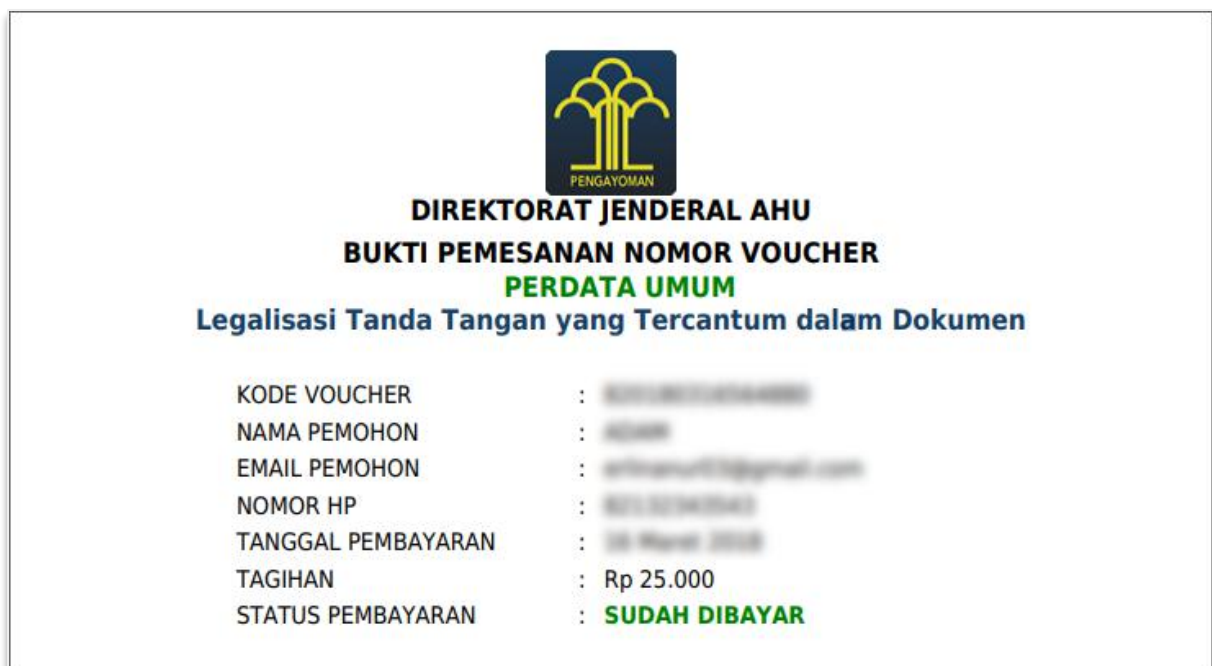 PENGAYOMAN
DIREKTORAT JENDERAL AHU
BUKTI PEMESANAN NOMOR VOUCHER
PERDATA UMUM
Legalisasi Tanda Tangan yang Tercantum dalam Dokumen
KODE VOUCHER :
NAMA PEMOHON :
EMAIL PEMOHON :
NOMOR HP :
TANGGAL PEMBAYARAN :
TAGIHAN : Rp 25.000
STATUS PEMBAYARAN : SUDAH DIBAYAR